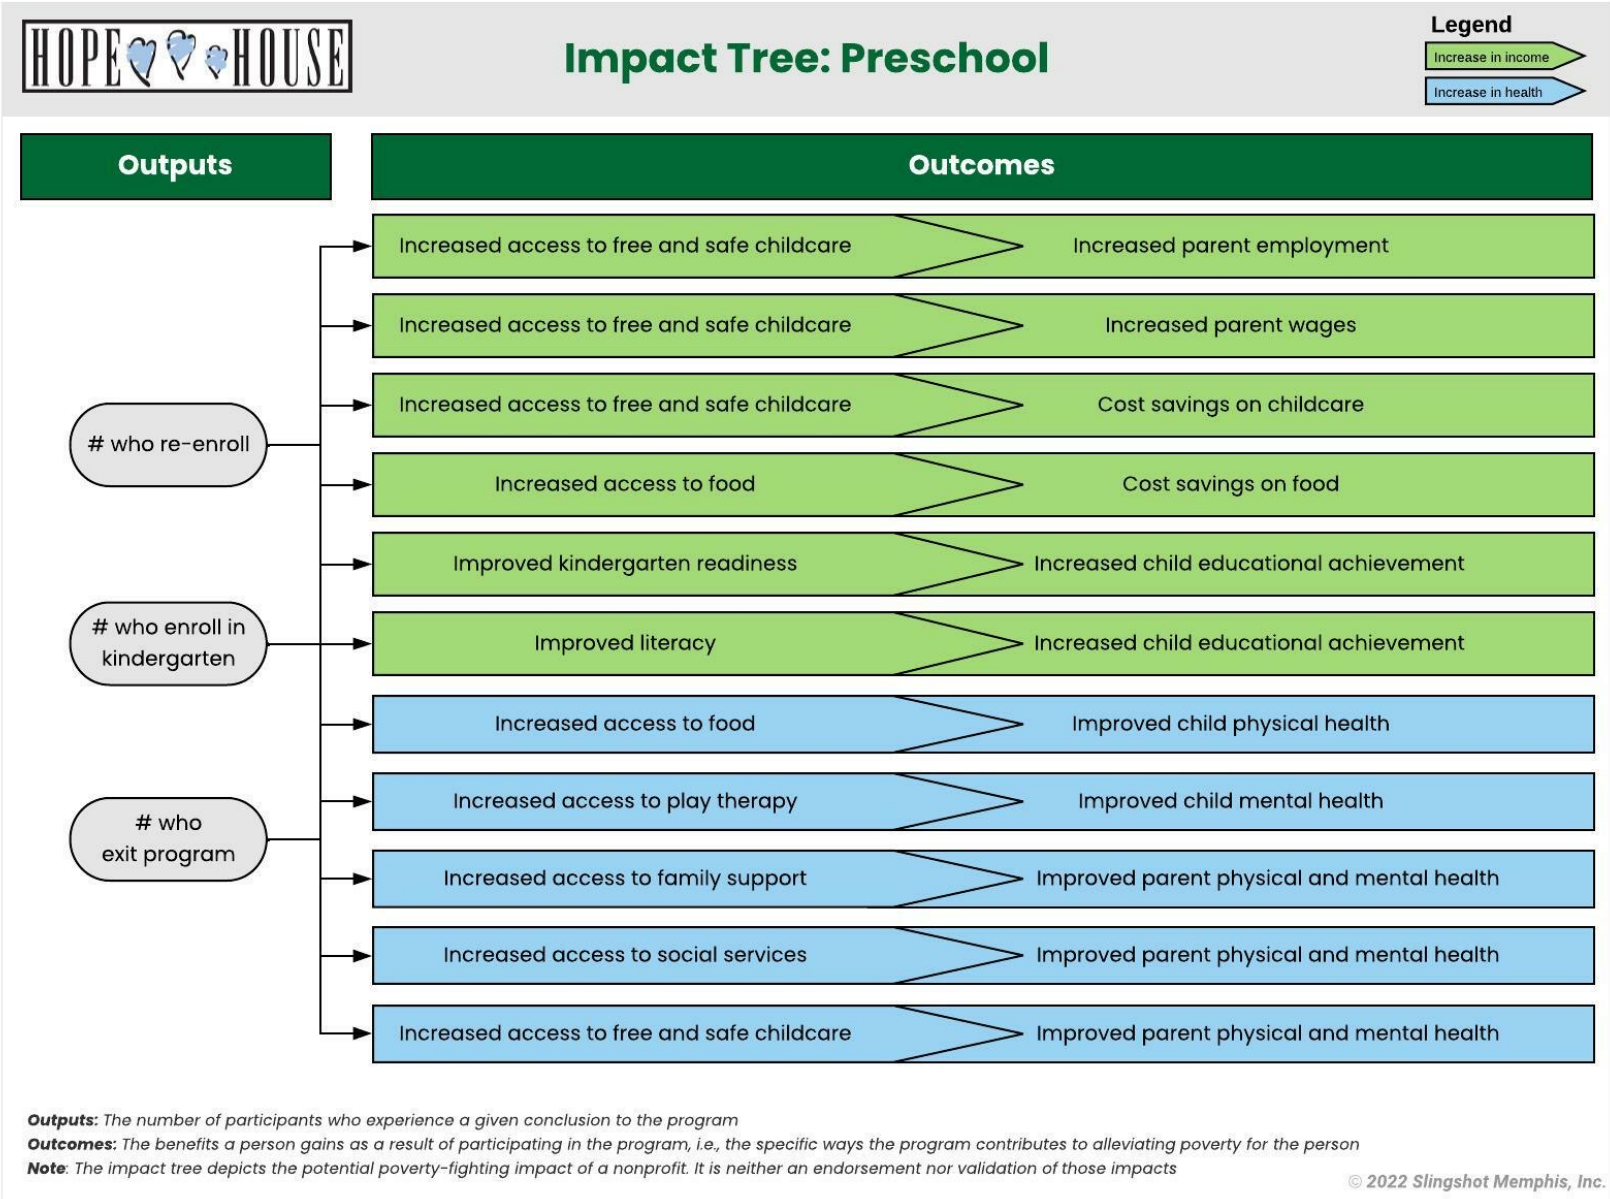 HOPE HOUSE
Impact Tree: Preschool
Legend
Increase in income
Increase in health
Outputs
Outcomes
# who re-enroll
# who enroll in
kindergarten
# who
exit program
Increased access to free and safe childcare
Increased parent employment
Increased access to free and safe childcare
Increased parent wages
Increased access to free and safe childcare
Cost savings on childcare
Increased access to food
Cost savings on food
Improved kindergarten readiness
Increased child educational achievement
Improved literacy
Increased child educational achievement
Increased access to food
Improved child physical health
Increased access to play therapy
Improved child mental health
Increased access to family support
Improved parent physical and mental health
Increased access to social services
Improved parent physical and mental health
Increased access to free and safe childcare
Improved parent physical and mental health
Outputs: The number of participants who experience a given conclusion to the program
Outcomes: The benefits a person gains as a result of participating in the program, i.e., the specific ways the program contributes to alleviating poverty for the person
Note: The impact tree depicts the potential poverty-fighting impact of a nonprofit. It is neither an endorsement nor validation of those impacts
© 2022 Slingshot Memphis, Inc.